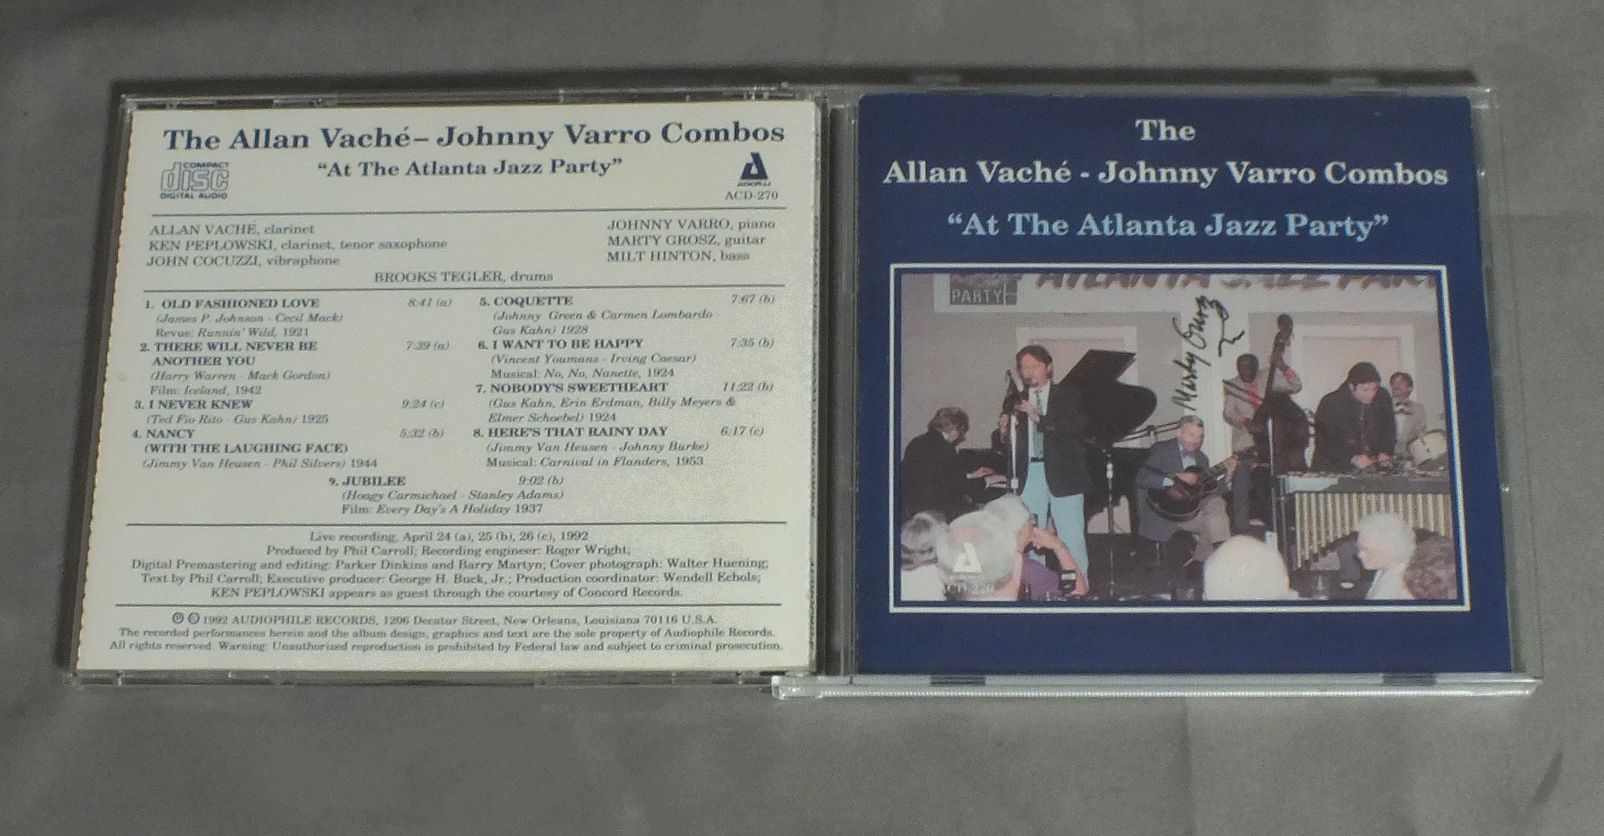 The Allan Vaché – Johnny Varro Combos
“At The Atlanta Jazz Party”
COMPACT
disc
DIGITAL AUDIO
AUDIOPHILE
ACD-270
ALLAN VACHÉ, clarinet
KEN PEPLOWSKI, clarinet, tenor saxophone
JOHN COCUZZI, vibraphone
JOHNNY VARRO, piano
MARTY GROSZ, guitar
MILT HINTON, bass
BROOKS TEGLER, drums
1. OLD FASHIONED LOVE 8:41 (a)
(James P. Johnson - Cecil Mack)
Revue: Runnin' Wild, 1921
2. THERE WILL NEVER BE 7:39 (a)
ANOTHER YOU
(Harry Warren - Mack Gordon)
Film: Iceland, 1942
3. I NEVER KNEW 9:24 (c)
(Ted Fio Rito - Gus Kahn) 1925
4. NANCY 5:32 (b)
(WITH THE LAUGHING FACE)
(Jimmy Van Heusen - Phil Silvers) 1944
5. COQUETTE 7:67 (b)
(Johnny Green & Carmen Lombardo
Gus Kahn) 1928
6. I WANT TO BE HAPPY 7:35 (b)
(Vincent Youmans - Irving Caesar)
Musical: No, No, Nanette, 1924
7. NOBODY'S SWEETHEART 11:22 (b)
(Gus Kahn, Erin Erdman, Billy Meyers &
Elmer Schoebel) 1924
8. HERE'S THAT RAINY DAY 6:17 (c)
(Jimmy Van Heusen - Johnny Burke)
Musical: Carnival in Flanders, 1953
9. JUBILEE 9:02 (b)
(Hoagy Carmichael - Stanley Adams)
Film: Every Day's A Holiday 1937
Live recording, April 24 (a), 25 (b), 26 (c), 1992
Produced by Phil Carroll; Recording engineer: Roger Wright;
Digital Premastering and editing: Parker Dinkins and Barry Martyn; Cover photograph: Walter Huening;
Text by Phil Carroll; Executive producer: George H. Buck, Jr.; Production coordinator: Wendell Echols;
KEN PEPLOWSKI appears as guest through the courtesy of Concord Records.
℗ © 1992 AUDIOPHILE RECORDS, 1206 Decatur Street, New Orleans, Louisiana 70116 U.S.A.
The recorded performances herein and the album design, graphics and text are the sole property of Audiophile Records.
All rights reserved. Warning: Unauthorized reproduction is prohibited by Federal law and subject to criminal prosecution.
The
Allan Vaché - Johnny Varro Combos
“At The Atlanta Jazz Party”
ATLANTA JAZZ PART
PARTY
Marty Grosz